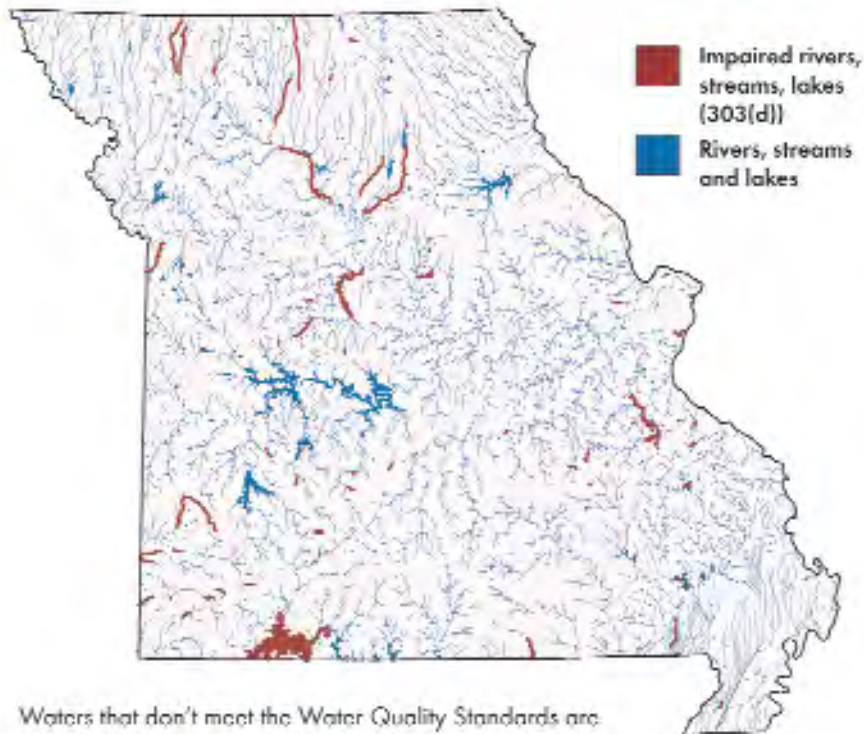 Impaired rivers,
streams, lakes
(303(d))
Rivers, streams
and lakes
Waters that don't meet the Water Quality Standards are